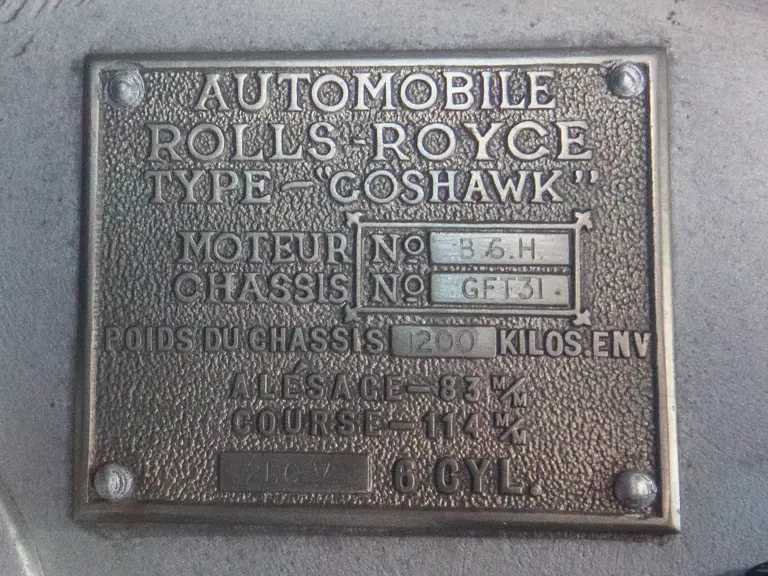 AUTOMOBILE
ROLLS-ROYCE
TYPE-"GOSHAWK"
MOTEUR No B.6.H.
CHASSIS No GFT31.
POIDS DU CHASSIS 1200 KILOS.ENV
ALÉSAGE-83 M/M
COURSE-114 M/M
6 CYL.